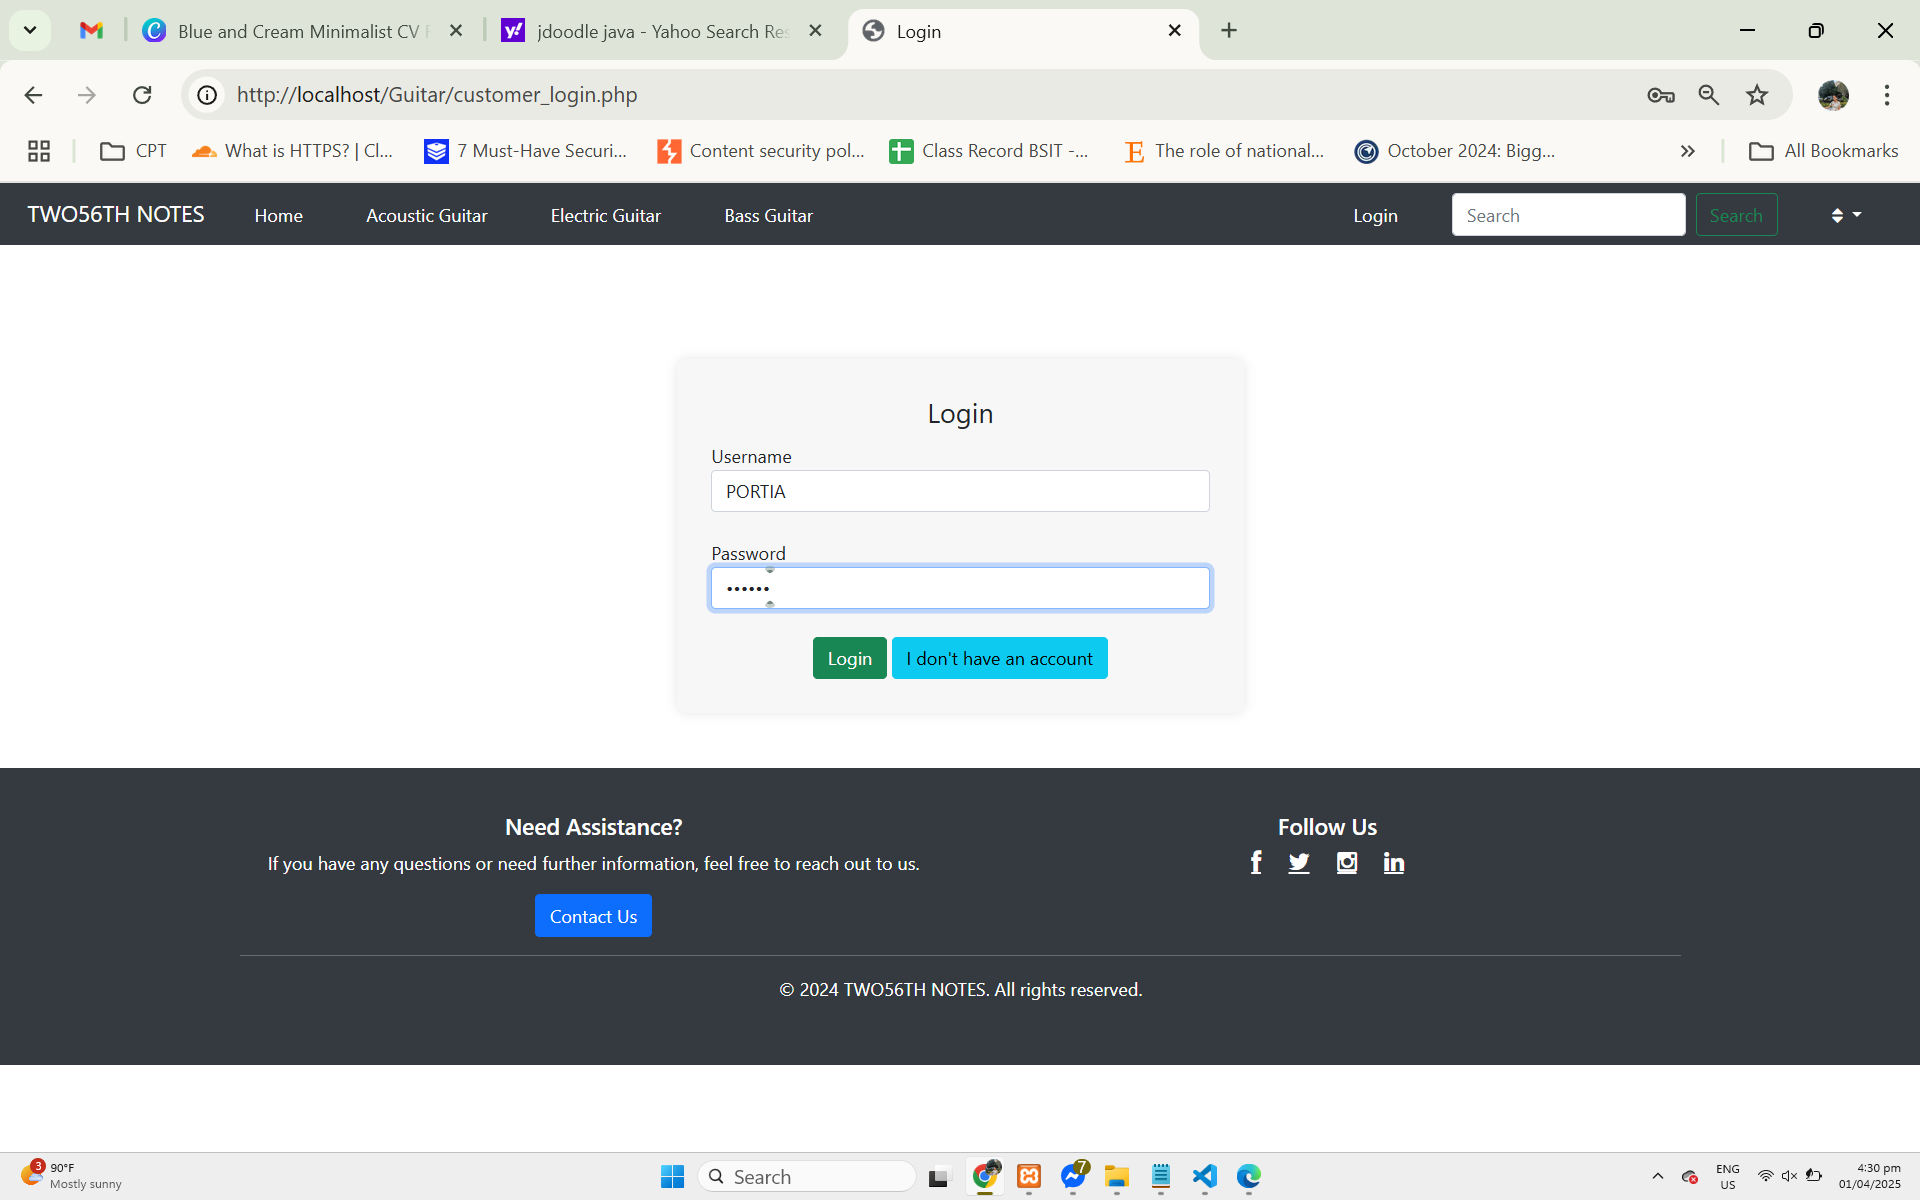 Blue and Cream Minimalist CV
jdoodle java - Yahoo Search Res
Login
http://localhost/Guitar/customer_login.php
CPT
What is HTTPS? | Cl...
7 Must-Have Securi...
Content security pol...
Class Record BSIT -...
The role of national...
October 2024: Bigg...
All Bookmarks
TWO56TH NOTES
Home
Acoustic Guitar
Electric Guitar
Bass Guitar
Login
Search
Search
Login
Username
PORTIA
Password
••••••
Login
I don't have an account
Need Assistance?
If you have any questions or need further information, feel free to reach out to us.
Contact Us
Follow Us
© 2024 TWO56TH NOTES. All rights reserved.
3
90°F
Mostly sunny
Search
7
ENG
US
4:30 pm
01/04/2025